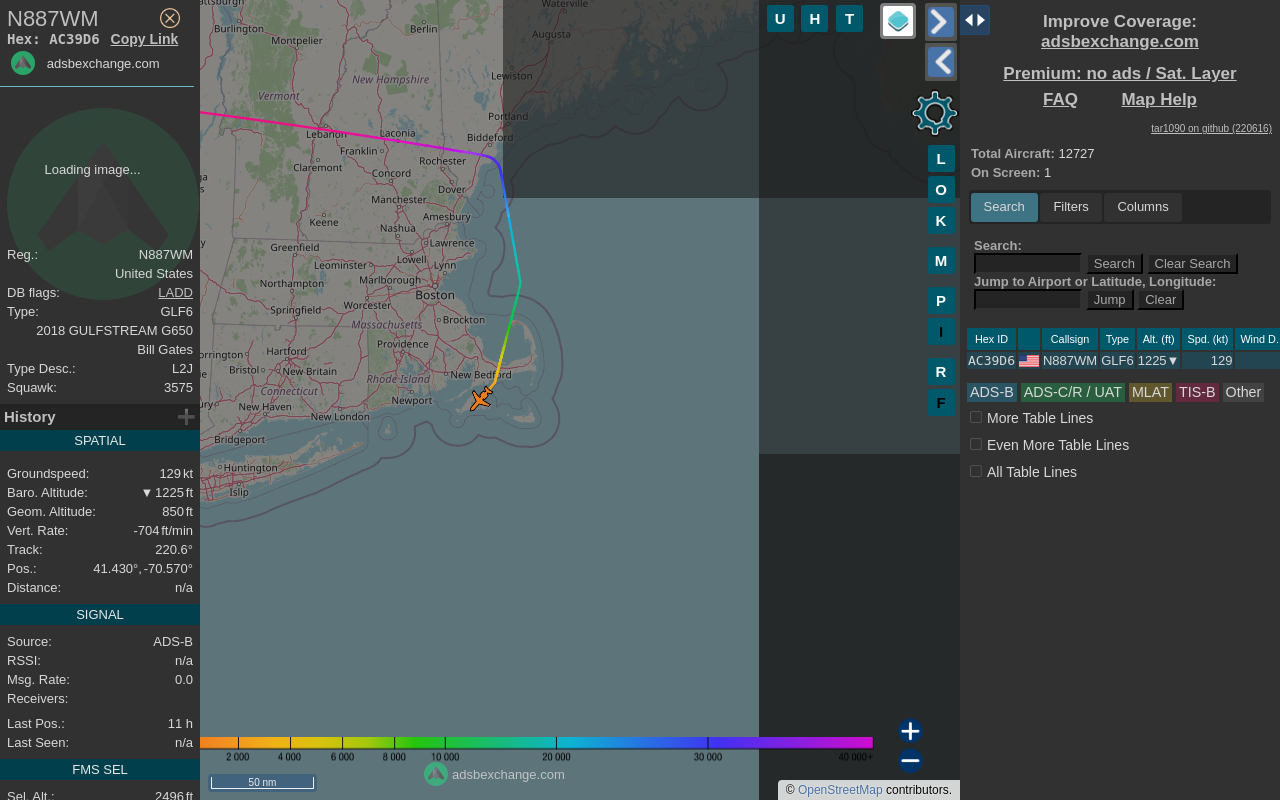 N887WM
Hex: AC39D6 Copy Link
adsbexchange.com
Loading image...
Reg.: N887WM
United States
DB flags: LADD
Type: GLF6
2018 GULFSTREAM G650
Bill Gates
Type Desc.: L2J
Squawk: 3575
History
SPATIAL
Groundspeed: 129 kt
Baro. Altitude: ▼ 1225 ft
Geom. Altitude: 850 ft
Vert. Rate: -704 ft/min
Track: 220.6°
Pos.: 41.430°, -70.570°
Distance: n/a
SIGNAL
Source: ADS-B
RSSI: n/a
Msg. Rate: 0.0
Receivers:
Last Pos.: 11 h
Last Seen: n/a
FMS SEL
Sel. Alt.: 2496 ft
Waterville
Burlington
Berlin
Montpelier
Augusta
Lewiston
New Hampshire
Vermont
Portland
Lebanon
Laconia
Biddeford
Franklin
Rochester
Claremont
Concord
Dover
Manchester
Amesbury
Keene
Nashua
Lawrence
Greenfield
Lowell
Leominster
Lynn
Northampton
Marlborough
Boston
Worcester
Springfield
Brockton
Massachusetts
Providence
Hartford
Bristol
New Britain
Rhode Island
New Bedford
Connecticut
Newport
New Haven
New London
Bridgeport
Huntington
Islip
U H T
L
O
K
M
P
I
R
F
2 000 4 000 6 000 8 000 10 000 20 000 30 000 40 000+
adsbexchange.com
50 nm
© OpenStreetMap contributors.
Improve Coverage:
adsbexchange.com
Premium: no ads / Sat. Layer
FAQ Map Help
tar1090 on github (220616)
Total Aircraft: 12727
On Screen: 1
Search Filters Columns
Search:
Search Clear Search
Jump to Airport or Latitude, Longitude:
Jump Clear
Hex ID Callsign Type Alt. (ft) Spd. (kt) Wind D.
AC39D6 N887WM GLF6 1225▼ 129
ADS-B ADS-C/R / UAT MLAT TIS-B Other
More Table Lines
Even More Table Lines
All Table Lines